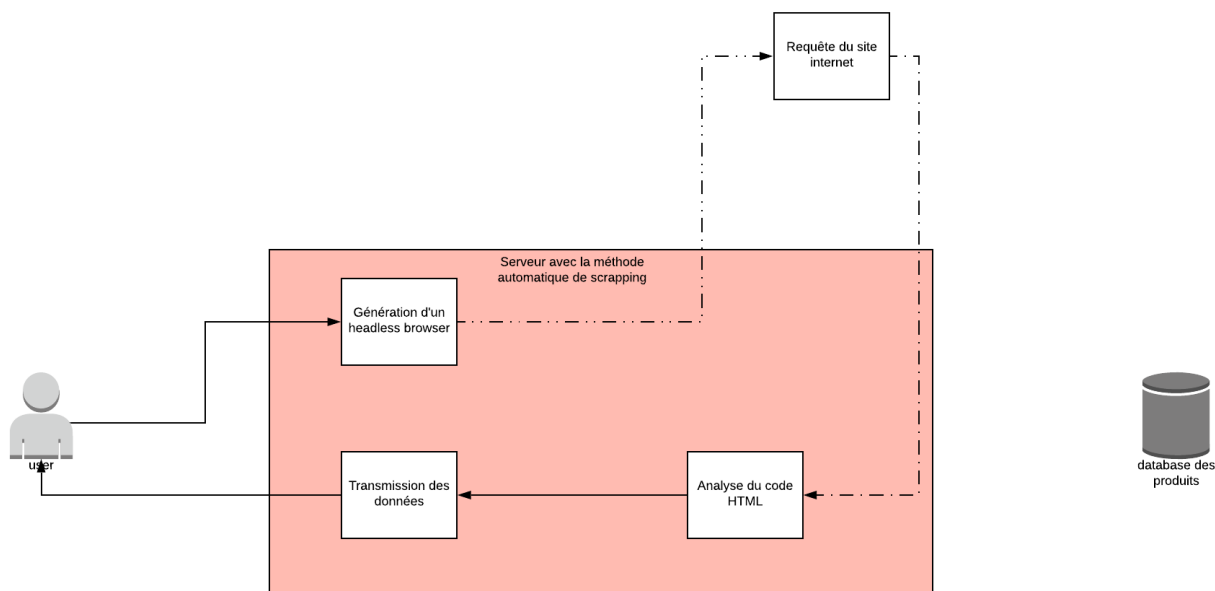 Requête du site
internet
Serveur avec la méthode
automatique de scrapping
Génération d'un
headless browser
user
Transmission des
données
Analyse du code
HTML
database des
produits